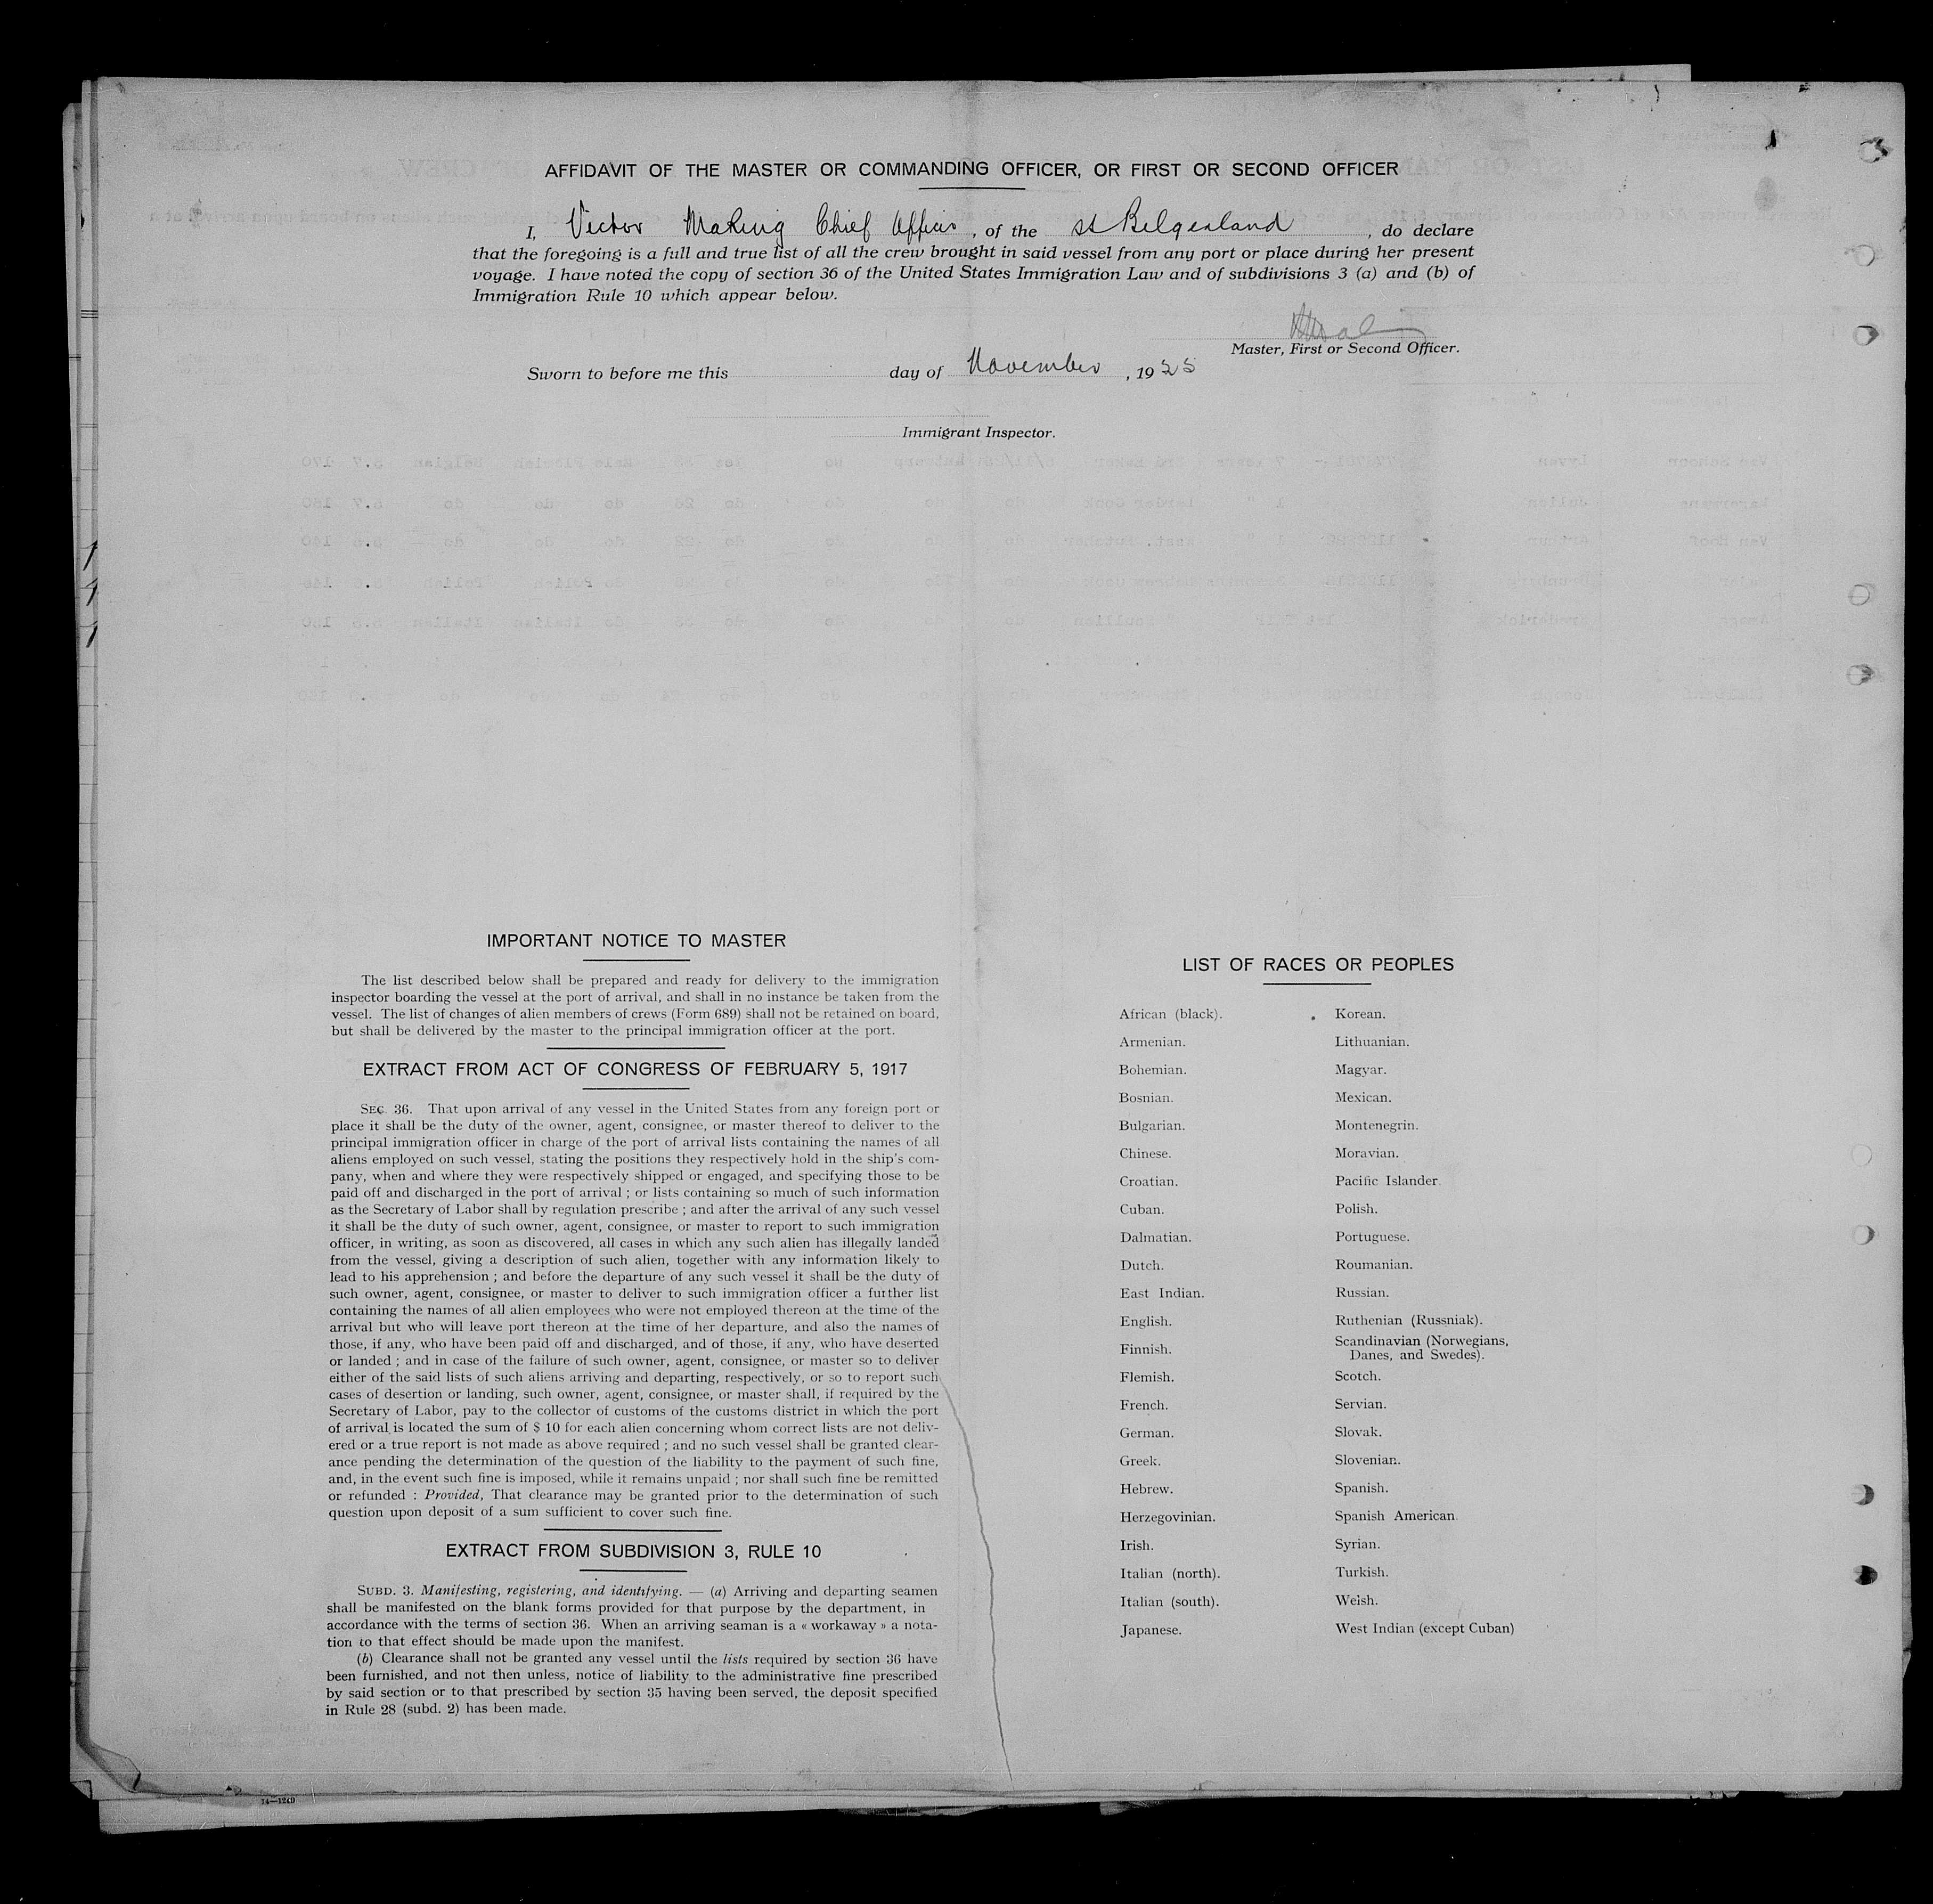 AFFIDAVIT OF THE MASTER OR COMMANDING OFFICER, OR FIRST OR SECOND OFFICER
I, Victor Making Chief Officer, of the ss Belgenland, do declare
that the foregoing is a full and true list of all the crew brought in said vessel from any port or place during her present
voyage. I have noted the copy of section 36 of the United States Immigration Law and of subdivisions 3 (a) and (b) of
Immigration Rule 10 which appear below.
Master, First or Second Officer.
Sworn to before me this day of November, 1925
Immigrant Inspector.
IMPORTANT NOTICE TO MASTER
The list described below shall be prepared and ready for delivery to the immigration
inspector boarding the vessel at the port of arrival, and shall in no instance be taken from the
vessel. The list of changes of alien members of crews (Form 689) shall not be retained on board,
but shall be delivered by the master to the principal immigration officer at the port.
EXTRACT FROM ACT OF CONGRESS OF FEBRUARY 5, 1917
SEC 36. That upon arrival of any vessel in the United States from any foreign port or
place it shall be the duty of the owner, agent, consignee, or master thereof to deliver to the
principal immigration officer in charge of the port of arrival lists containing the names of all
aliens employed on such vessel, stating the positions they respectively hold in the ship's com-
pany, when and where they were respectively shipped or engaged, and specifying those to be
paid off and discharged in the port of arrival ; or lists containing so much of such information
as the Secretary of Labor shall by regulation prescribe ; and after the arrival of any such vessel
it shall be the duty of such owner, agent, consignee, or master to report to such immigration
officer, in writing, as soon as discovered, all cases in which any such alien has illegally landed
from the vessel, giving a description of such alien, together with any information likely to
lead to his apprehension ; and before the departure of any such vessel it shall be the duty of
such owner, agent, consignee, or master to deliver to such immigration officer a further list
containing the names of all alien employees who were not employed thereon at the time of the
arrival but who will leave port thereon at the time of her departure, and also the names of
those, if any, who have been paid off and discharged, and of those, if any, who have deserted
or landed ; and in case of the failure of such owner, agent, consignee, or master so to deliver
either of the said lists of such aliens arriving and departing, respectively, or so to report such
cases of desertion or landing, such owner, agent, consignee, or master shall, if required by the
Secretary of Labor, pay to the collector of customs of the customs district in which the port
of arrival is located the sum of $ 10 for each alien concerning whom correct lists are not deliv-
ered or a true report is not made as above required ; and no such vessel shall be granted clear-
ance pending the determination of the question of the liability to the payment of such fine,
and, in the event such fine is imposed, while it remains unpaid ; nor shall such fine be remitted
or refunded : Provided, That clearance may be granted prior to the determination of such
question upon deposit of a sum sufficient to cover such fine.
EXTRACT FROM SUBDIVISION 3, RULE 10
SUBD. 3. Manifesting, registering, and identifying. — (a) Arriving and departing seamen
shall be manifested on the blank forms provided for that purpose by the department, in
accordance with the terms of section 36. When an arriving seaman is a « workaway » a nota-
tion to that effect should be made upon the manifest.
(b) Clearance shall not be granted any vessel until the lists required by section 36 have
been furnished, and not then unless, notice of liability to the administrative fine prescribed
by said section or to that prescribed by section 35 having been served, the deposit specified
in Rule 28 (subd. 2) has been made.
LIST OF RACES OR PEOPLES
African (black).
Armenian.
Bohemian.
Bosnian.
Bulgarian.
Chinese.
Croatian.
Cuban.
Dalmatian.
Dutch.
East Indian.
English.
Finnish.
Flemish.
French.
German.
Greek.
Hebrew.
Herzegovinian.
Irish.
Italian (north).
Italian (south).
Japanese.
Korean.
Lithuanian.
Magyar.
Mexican.
Montenegrin.
Moravian.
Pacific Islander.
Polish.
Portuguese.
Roumanian.
Russian.
Ruthenian (Russniak).
Scandinavian (Norwegians,
Danes, and Swedes).
Scotch.
Servian.
Slovak.
Slovenian.
Spanish.
Spanish American.
Syrian.
Turkish.
Welsh.
West Indian (except Cuban)